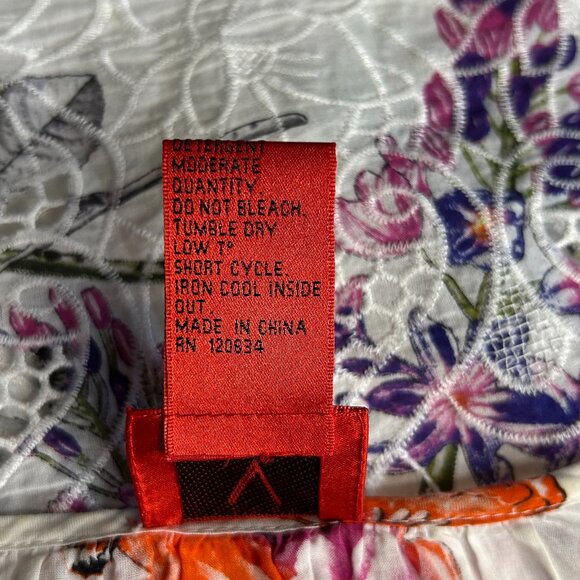 DETERGENT
MODERATE
QUANTITY.
DO NOT BLEACH.
TUMBLE DRY
LOW T°
SHORT CYCLE.
IRON COOL INSIDE
OUT.
MADE IN CHINA
RN 120834